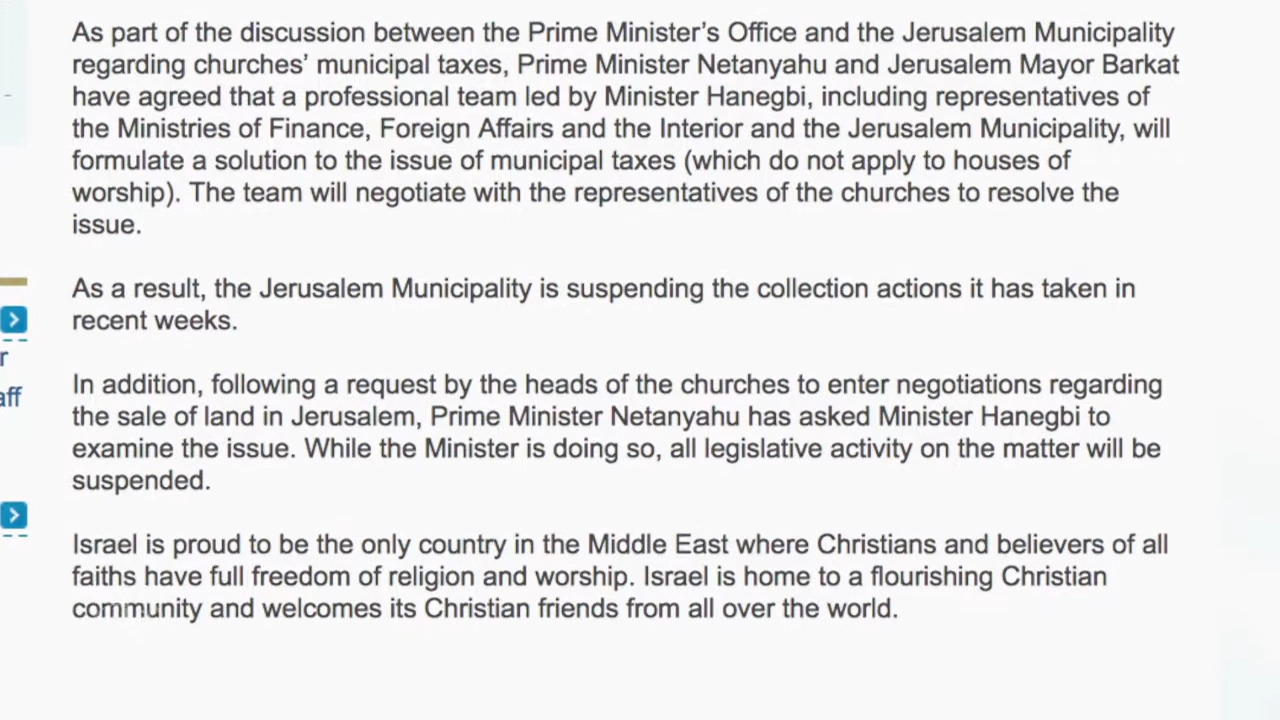 As part of the discussion between the Prime Minister’s Office and the Jerusalem Municipality
regarding churches’ municipal taxes, Prime Minister Netanyahu and Jerusalem Mayor Barkat
have agreed that a professional team led by Minister Hanegbi, including representatives of
the Ministries of Finance, Foreign Affairs and the Interior and the Jerusalem Municipality, will
formulate a solution to the issue of municipal taxes (which do not apply to houses of
worship). The team will negotiate with the representatives of the churches to resolve the
issue.
As a result, the Jerusalem Municipality is suspending the collection actions it has taken in
recent weeks.
In addition, following a request by the heads of the churches to enter negotiations regarding
the sale of land in Jerusalem, Prime Minister Netanyahu has asked Minister Hanegbi to
examine the issue. While the Minister is doing so, all legislative activity on the matter will be
suspended.
Israel is proud to be the only country in the Middle East where Christians and believers of all
faiths have full freedom of religion and worship. Israel is home to a flourishing Christian
community and welcomes its Christian friends from all over the world.